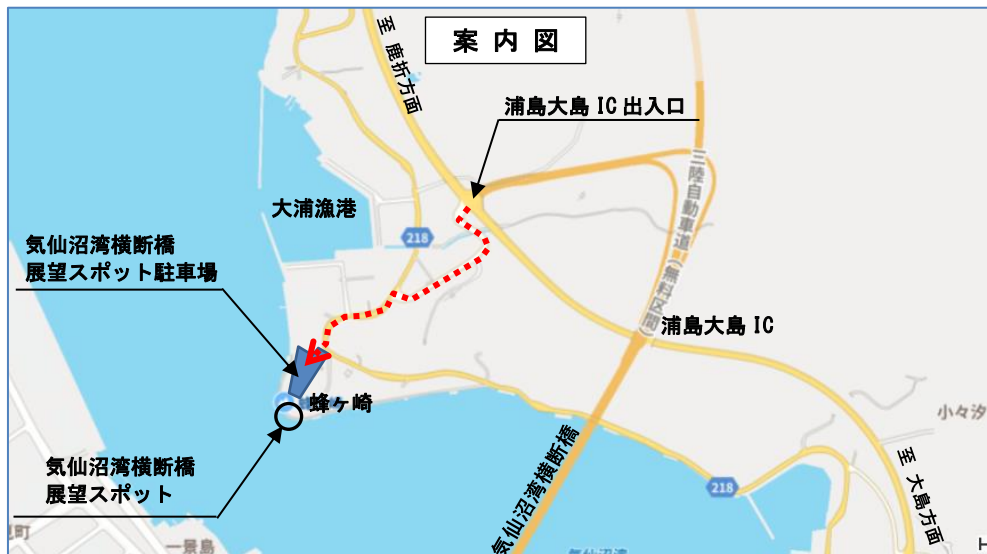 案内図
至 鹿折方面
浦島大島 IC 出入口
三陸自動車道(無料区間)
大浦漁港
218
気仙沼湾横断橋
展望スポット駐車場
浦島大島 IC
蜂ヶ崎
小々汐
気仙沼湾横断橋
展望スポット
気仙沼湾横断橋
218
至 大島方面
一景島